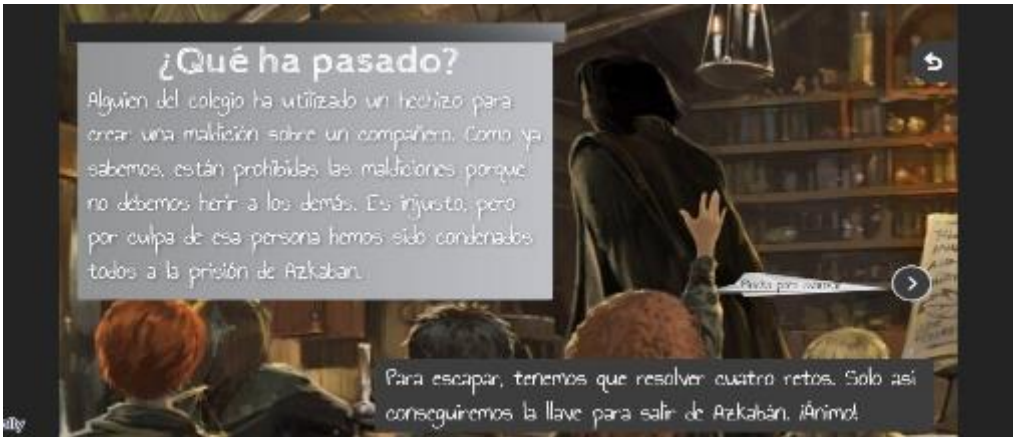 ¿Qué ha pasado?
Alguien del colegio ha utilizado un hechizo para
crear una maldición sobre un compañero. Como ya
sabemos, están prohibidas las maldiciones porque
no debemos herir a los demás. Es injusto, pero
por culpa de esa persona hemos sido condenados
todos a la prisión de Azkaban.
Pincha para avanzar
Para escapar, tenemos que resolver cuatro retos. Solo así
conseguiremos la llave para salir de Azkabán. ¡Ánimo!